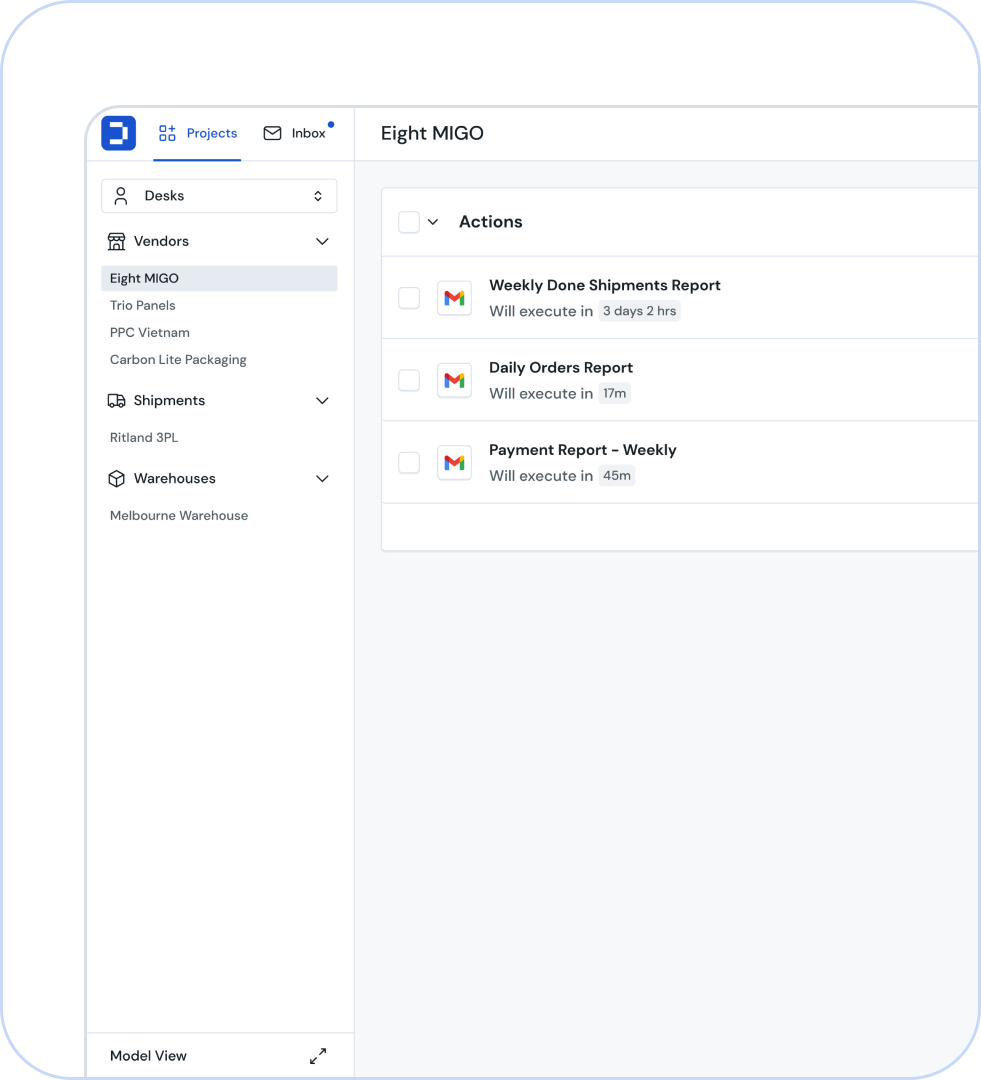 Projects
Inbox
Eight MIGO
Desks
Vendors
Eight MIGO
Trio Panels
PPC Vietnam
Carbon Lite Packaging
Shipments
Ritland 3PL
Warehouses
Melbourne Warehouse
Model View
Actions
Weekly Done Shipments Report
Will execute in 3 days 2 hrs
Daily Orders Report
Will execute in 17m
Payment Report - Weekly
Will execute in 45m